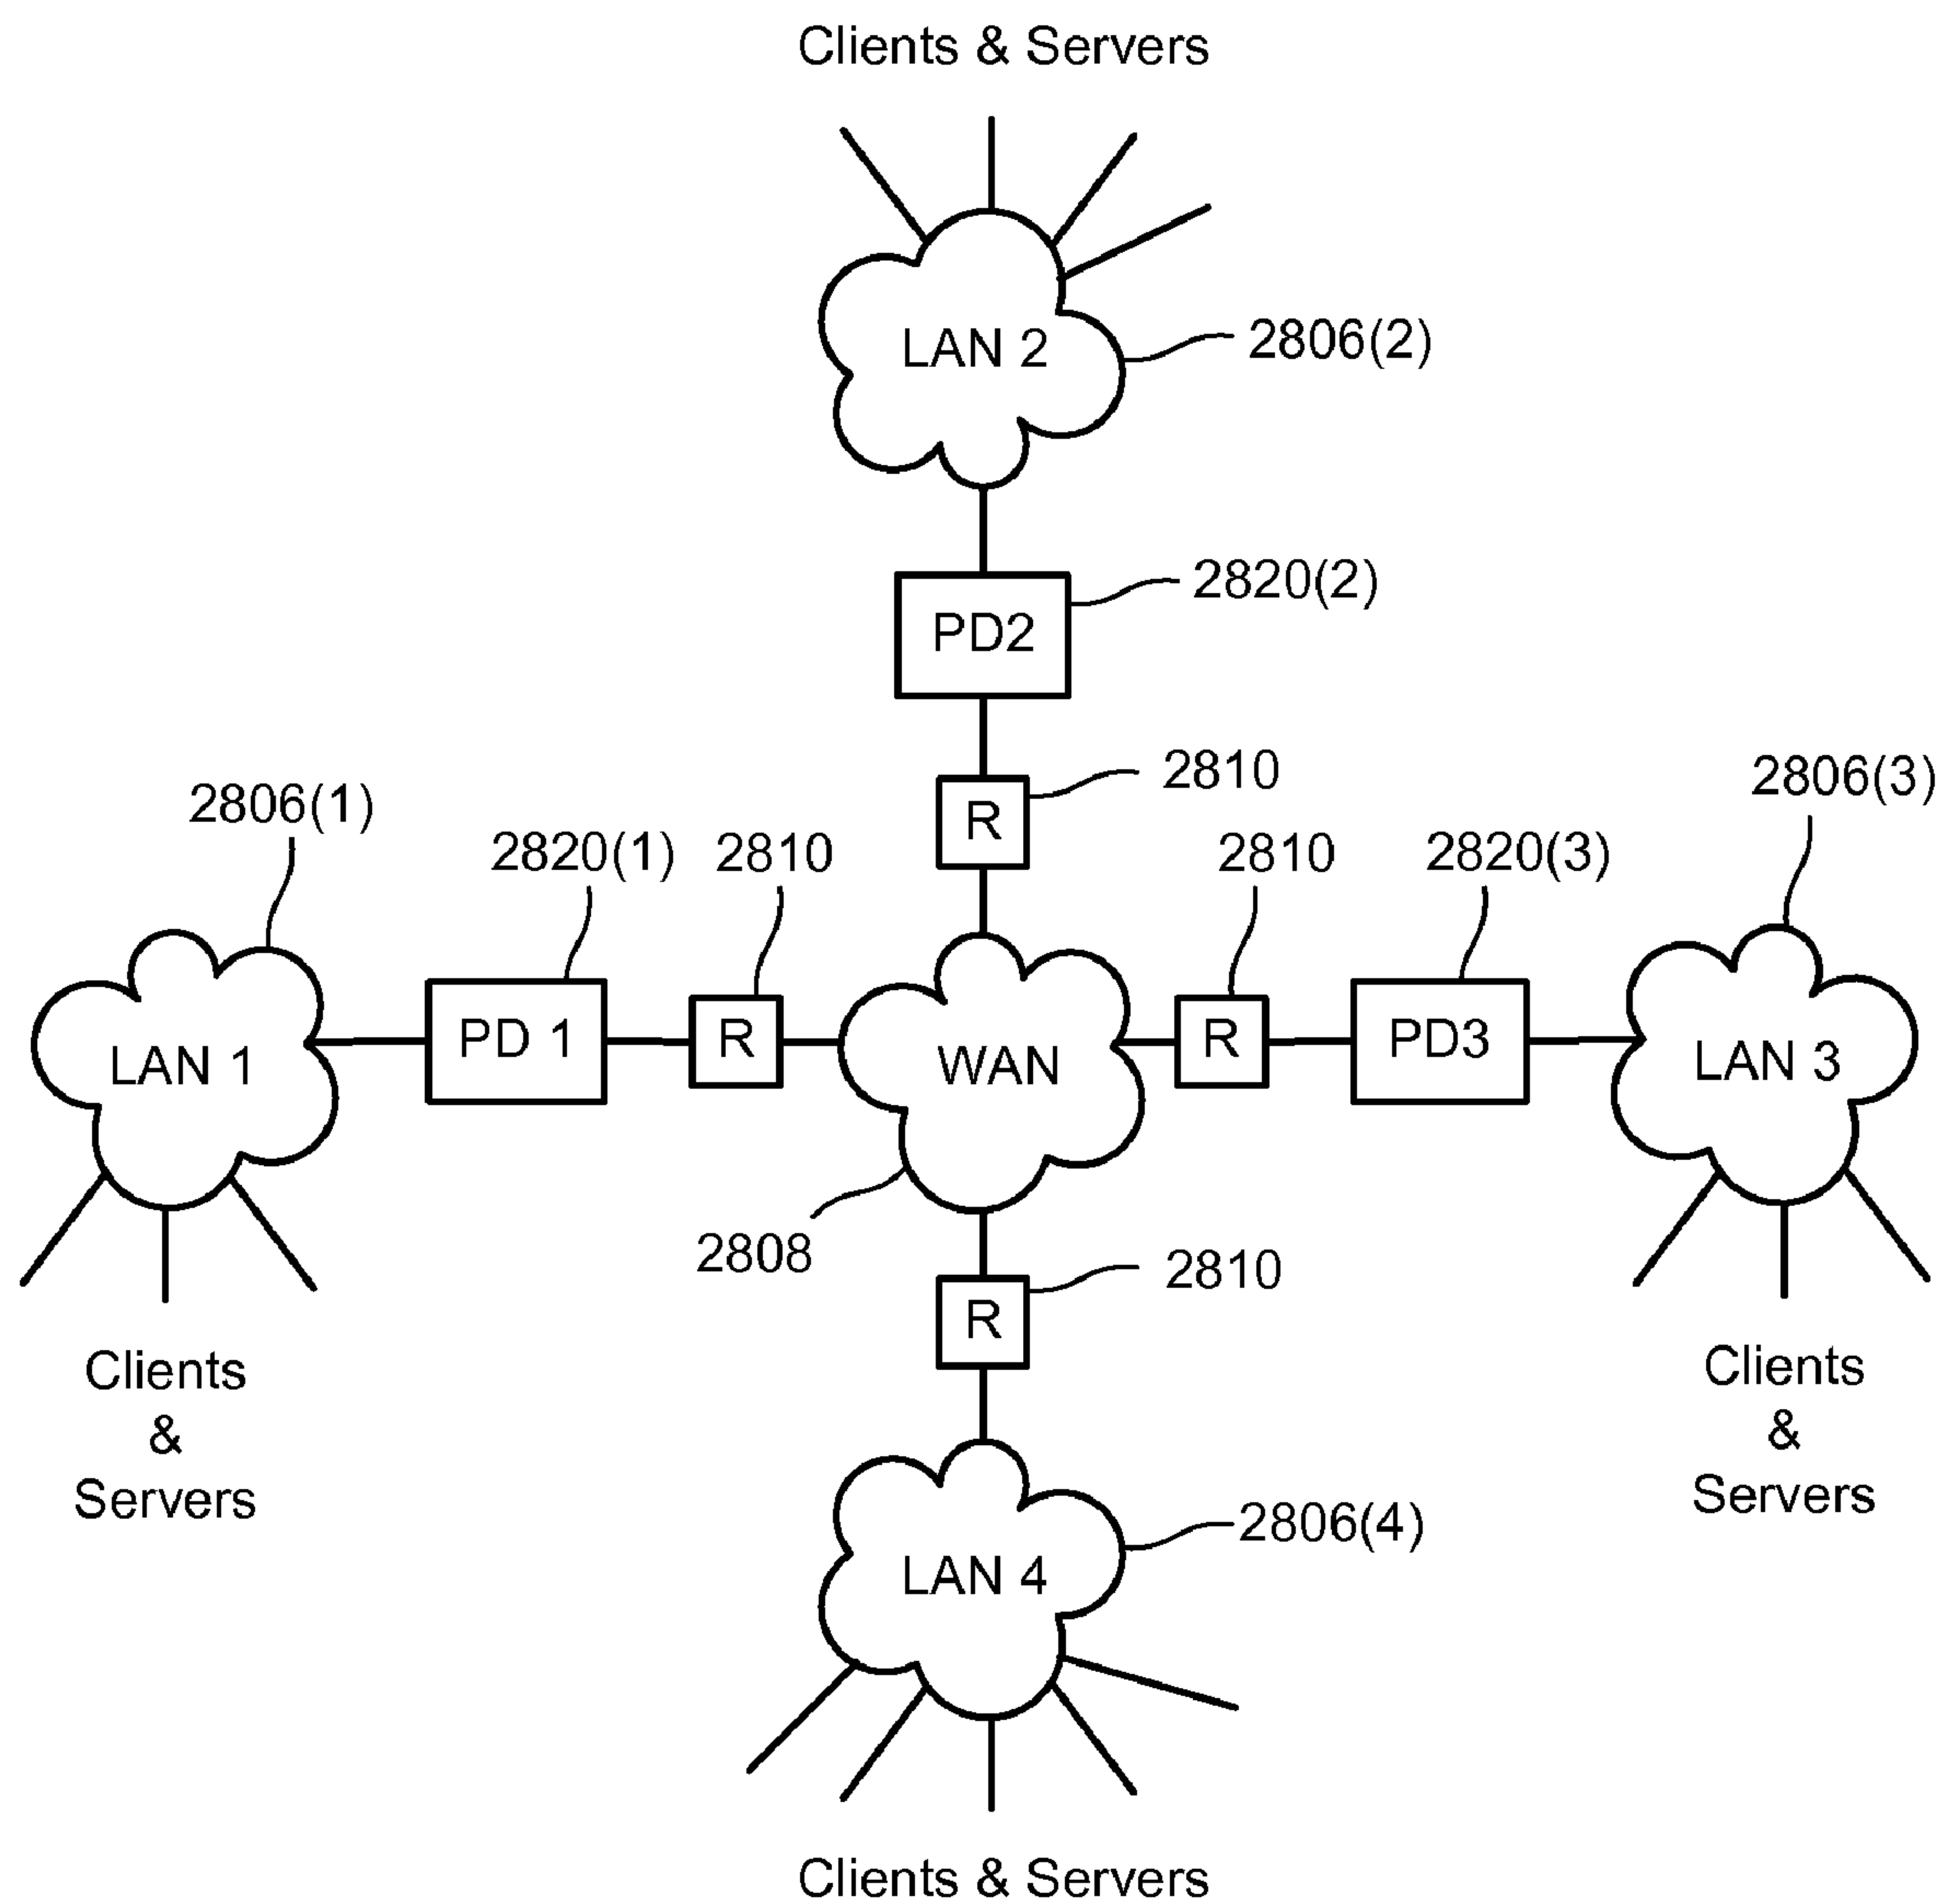 Clients & Servers
LAN 2
2806(2)
2820(2)
PD2
2810
R
2806(1)
2820(1)
2810
2810
2820(3)
2806(3)
LAN 1
PD 1
R
WAN
R
PD3
LAN 3
2808
2810
R
Clients
&
Servers
Clients
&
Servers
2806(4)
LAN 4
Clients & Servers